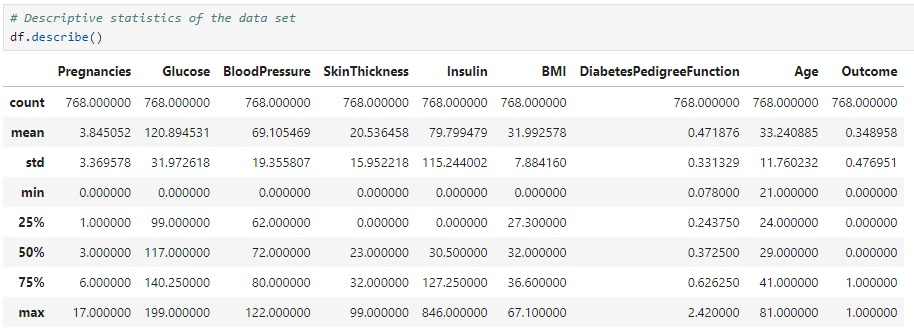 # Descriptive statistics of the data set
df.describe()
Pregnancies Glucose BloodPressure SkinThickness Insulin BMI DiabetesPedigreeFunction Age Outcome
count 768.000000 768.000000 768.000000 768.000000 768.000000 768.000000 768.000000 768.000000 768.000000
mean 3.845052 120.894531 69.105469 20.536458 79.799479 31.992578 0.471876 33.240885 0.348958
std 3.369578 31.972618 19.355807 15.952218 115.244002 7.884160 0.331329 11.760232 0.476951
min 0.000000 0.000000 0.000000 0.000000 0.000000 0.000000 0.078000 21.000000 0.000000
25% 1.000000 99.000000 62.000000 0.000000 0.000000 27.300000 0.243750 24.000000 0.000000
50% 3.000000 117.000000 72.000000 23.000000 30.500000 32.000000 0.372500 29.000000 0.000000
75% 6.000000 140.250000 80.000000 32.000000 127.250000 36.600000 0.626250 41.000000 1.000000
max 17.000000 199.000000 122.000000 99.000000 846.000000 67.100000 2.420000 81.000000 1.000000